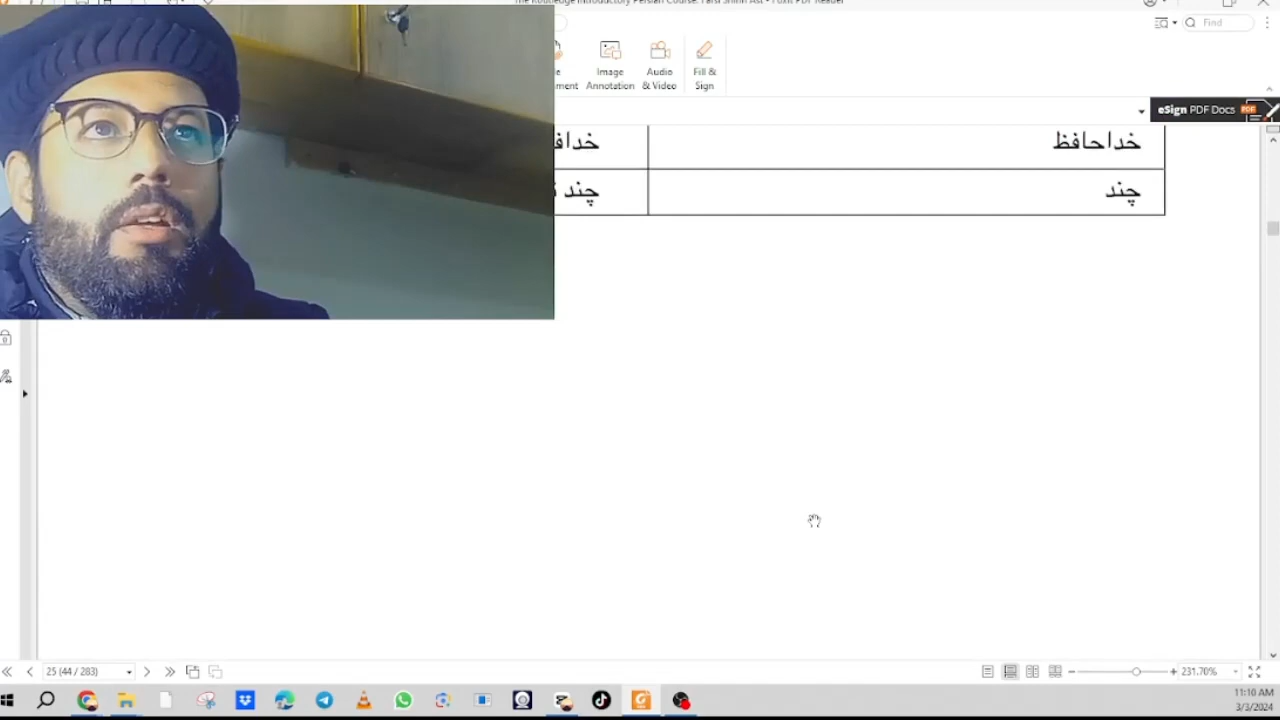 The Routledge Introductory Persian Course: Farsi Shirin Ast - Foxit PDF Reader
Find
Image Annotation
Audio & Video
Fill & Sign
eSign PDF Docs
خداحافظ
چند
چند
25 (44 / 283)
231.70%
11:10 AM
3/3/2024